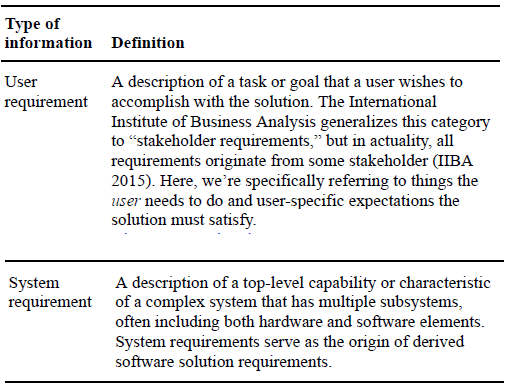 Type of
information Definition
User
requirement
A description of a task or goal that a user wishes to
accomplish with the solution. The International
Institute of Business Analysis generalizes this category
to “stakeholder requirements,” but in actuality, all
requirements originate from some stakeholder (IIBA
2015). Here, we’re specifically referring to things the
user needs to do and user-specific expectations the
solution must satisfy.
System
requirement
A description of a top-level capability or characteristic
of a complex system that has multiple subsystems,
often including both hardware and software elements.
System requirements serve as the origin of derived
software solution requirements.